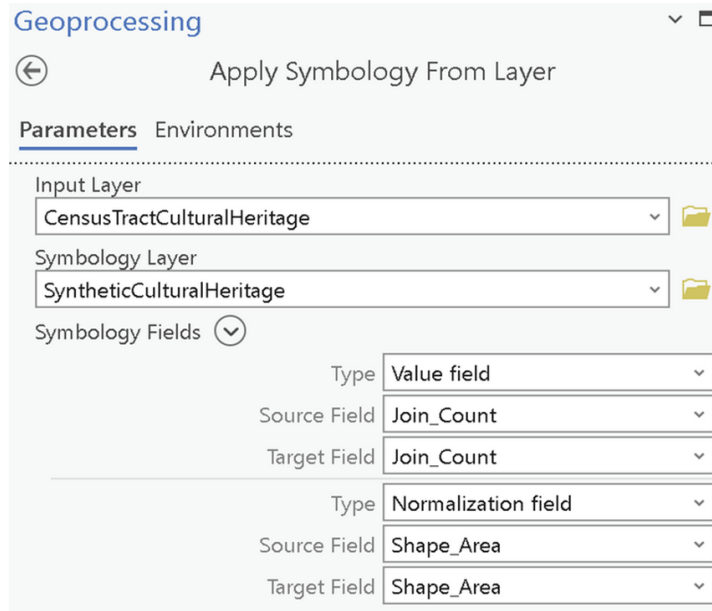 Geoprocessing
Apply Symbology From Layer
Parameters Environments
Input Layer
CensusTractCulturalHeritage
Symbology Layer
SyntheticCulturalHeritage
Symbology Fields
Type Value field
Source Field Join_Count
Target Field Join_Count
Type Normalization field
Source Field Shape_Area
Target Field Shape_Area